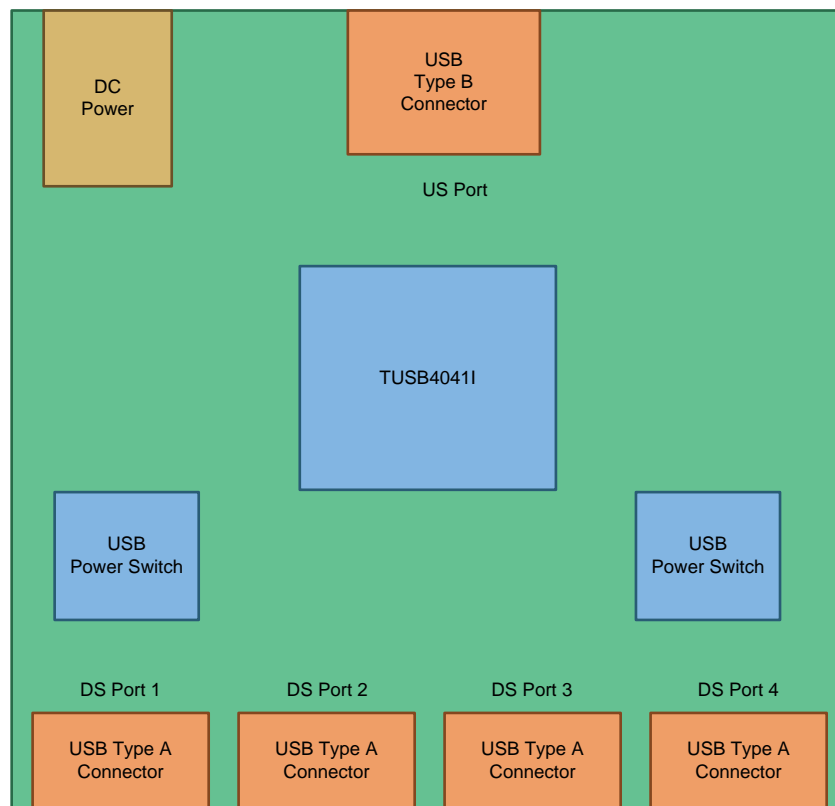 DC
Power
USB
Type B
Connector
US Port
TUSB4041I
USB
Power Switch
USB
Power Switch
DS Port 1
DS Port 2
DS Port 3
DS Port 4
USB Type A
Connector
USB Type A
Connector
USB Type A
Connector
USB Type A
Connector